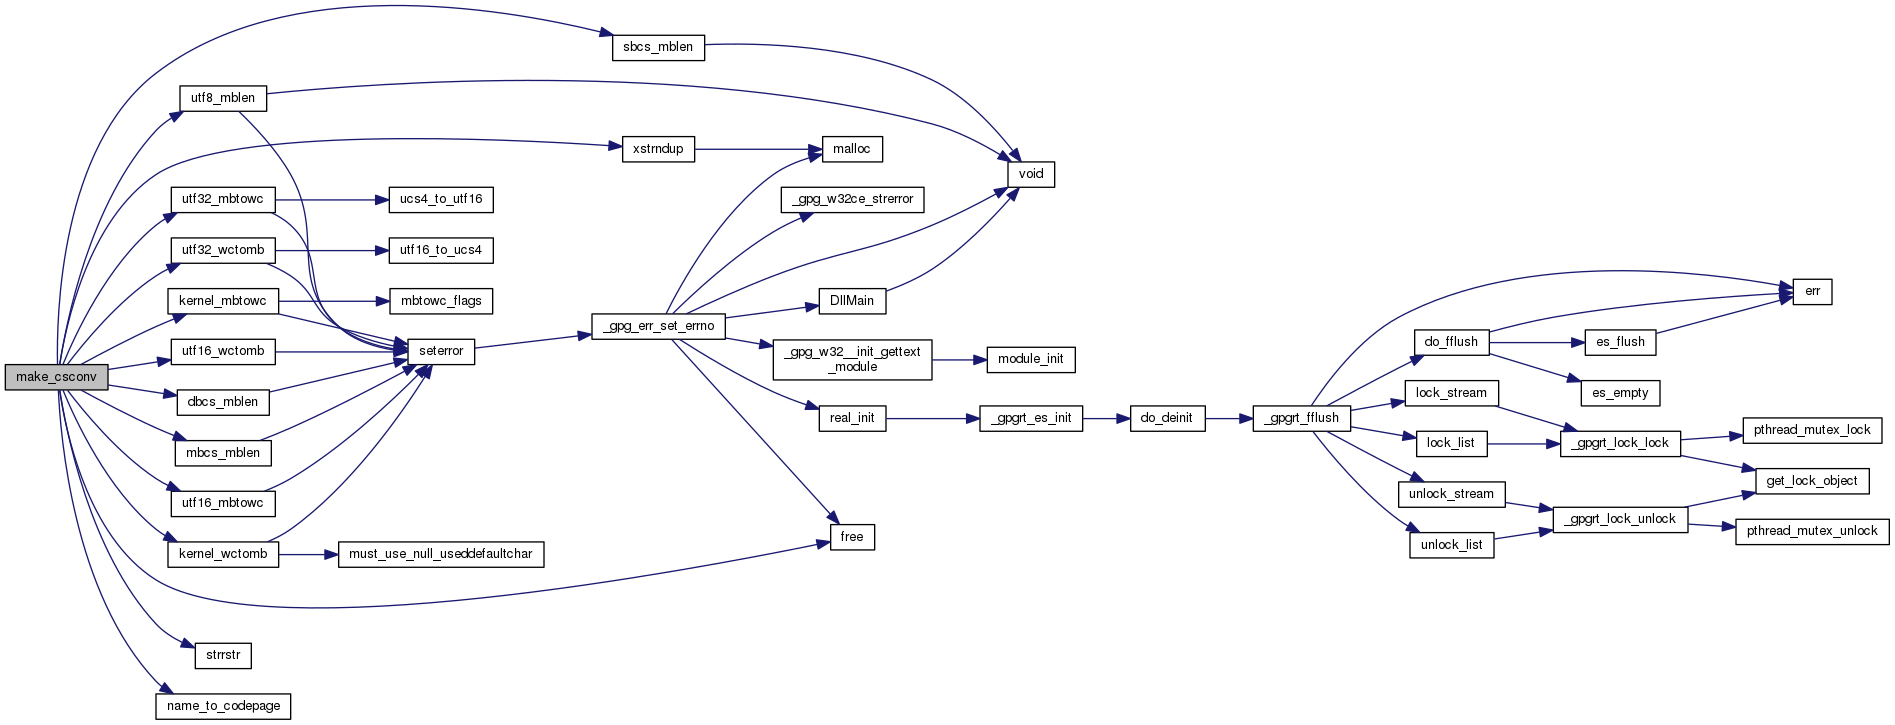 make_csconv
sbcs_mblen
utf8_mblen
xstrndup
malloc
void
utf32_mbtowc
ucs4_to_utf16
_gpg_w32ce_strerror
utf32_wctomb
utf16_to_ucs4
kernel_mbtowc
mbtowc_flags
DllMain
err
_gpg_err_set_errno
utf16_wctomb
seterror
_gpg_w32__init_gettext
_module
module_init
do_fflush
es_flush
es_empty
dbcs_mblen
real_init
_gpgrt_es_init
do_deinit
_gpgrt_fflush
lock_stream
lock_list
_gpgrt_lock_lock
pthread_mutex_lock
mbcs_mblen
get_lock_object
utf16_mbtowc
unlock_stream
_gpgrt_lock_unlock
pthread_mutex_unlock
kernel_wctomb
must_use_null_useddefaultchar
free
unlock_list
strrstr
name_to_codepage